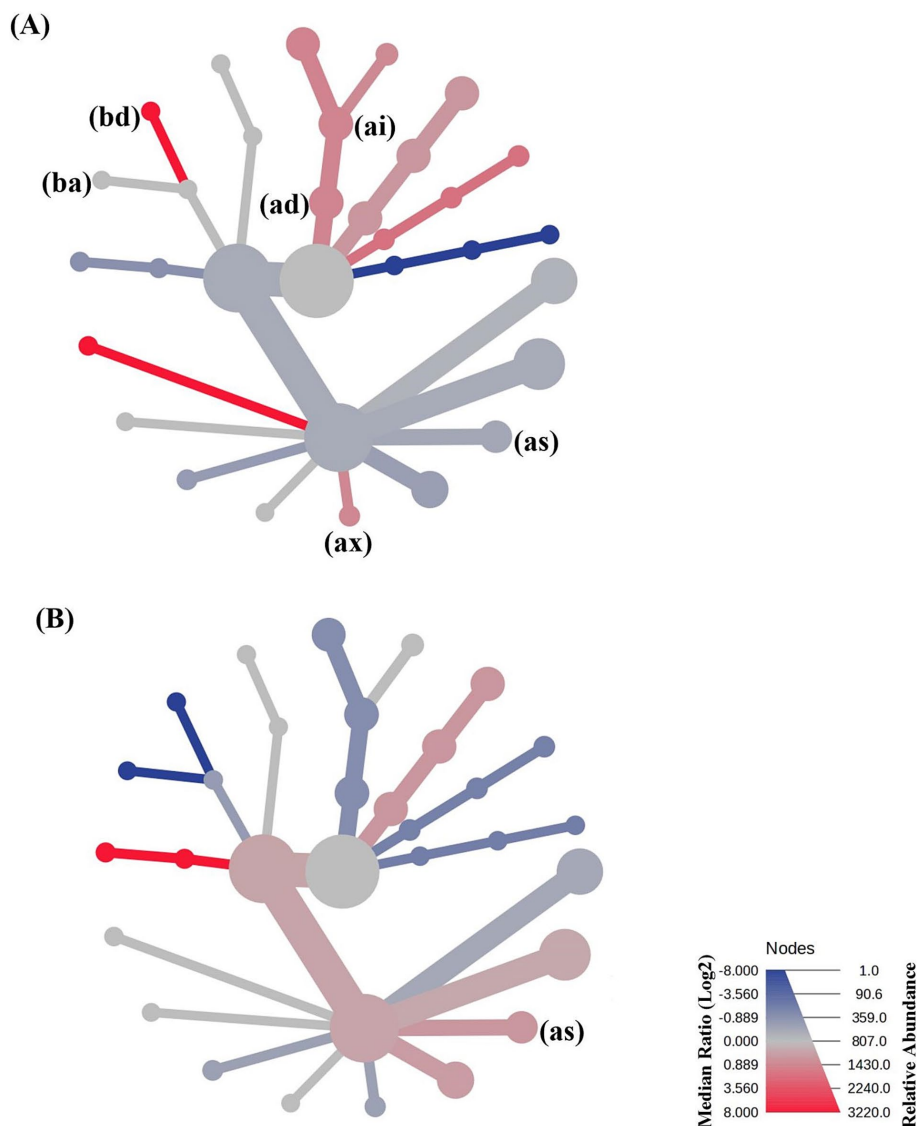 (A)
(bd)
(ai)
(ba)
(ad)
(as)
(ax)
(B)
(as)
Nodes
-8.000 1.0
-3.560 90.6
-0.889 359.0
0.000 807.0
0.889 1430.0
3.560 2240.0
8.000 3220.0
Median Ratio (Log2)
Relative Abundance